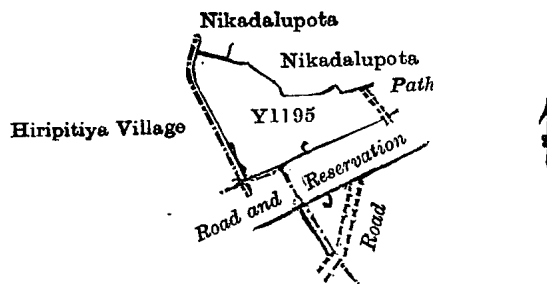 Nikadalupota
Nikadalupota
Path
Hiripitiya Village
Y1195
Road and Reservation
Road